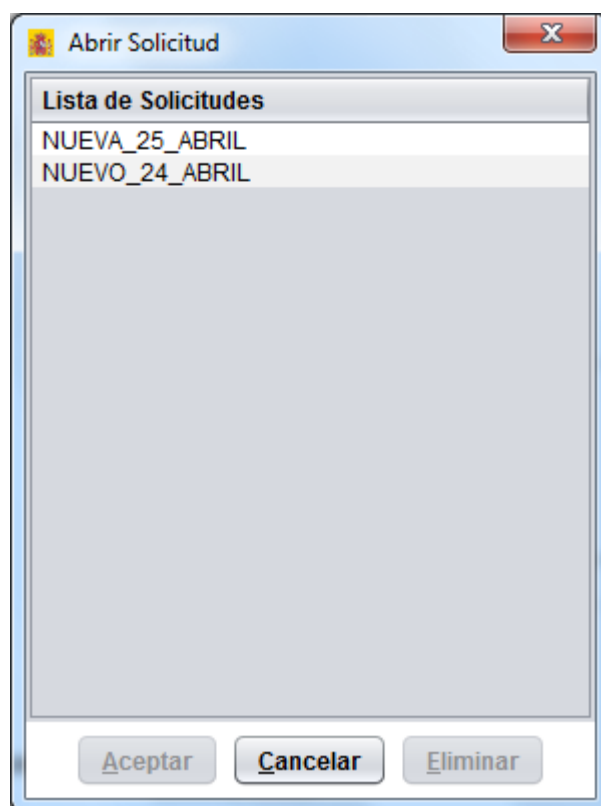 Abrir Solicitud
Lista de Solicitudes
NUEVA_25_ABRIL
NUEVO_24_ABRIL
Aceptar Cancelar Eliminar